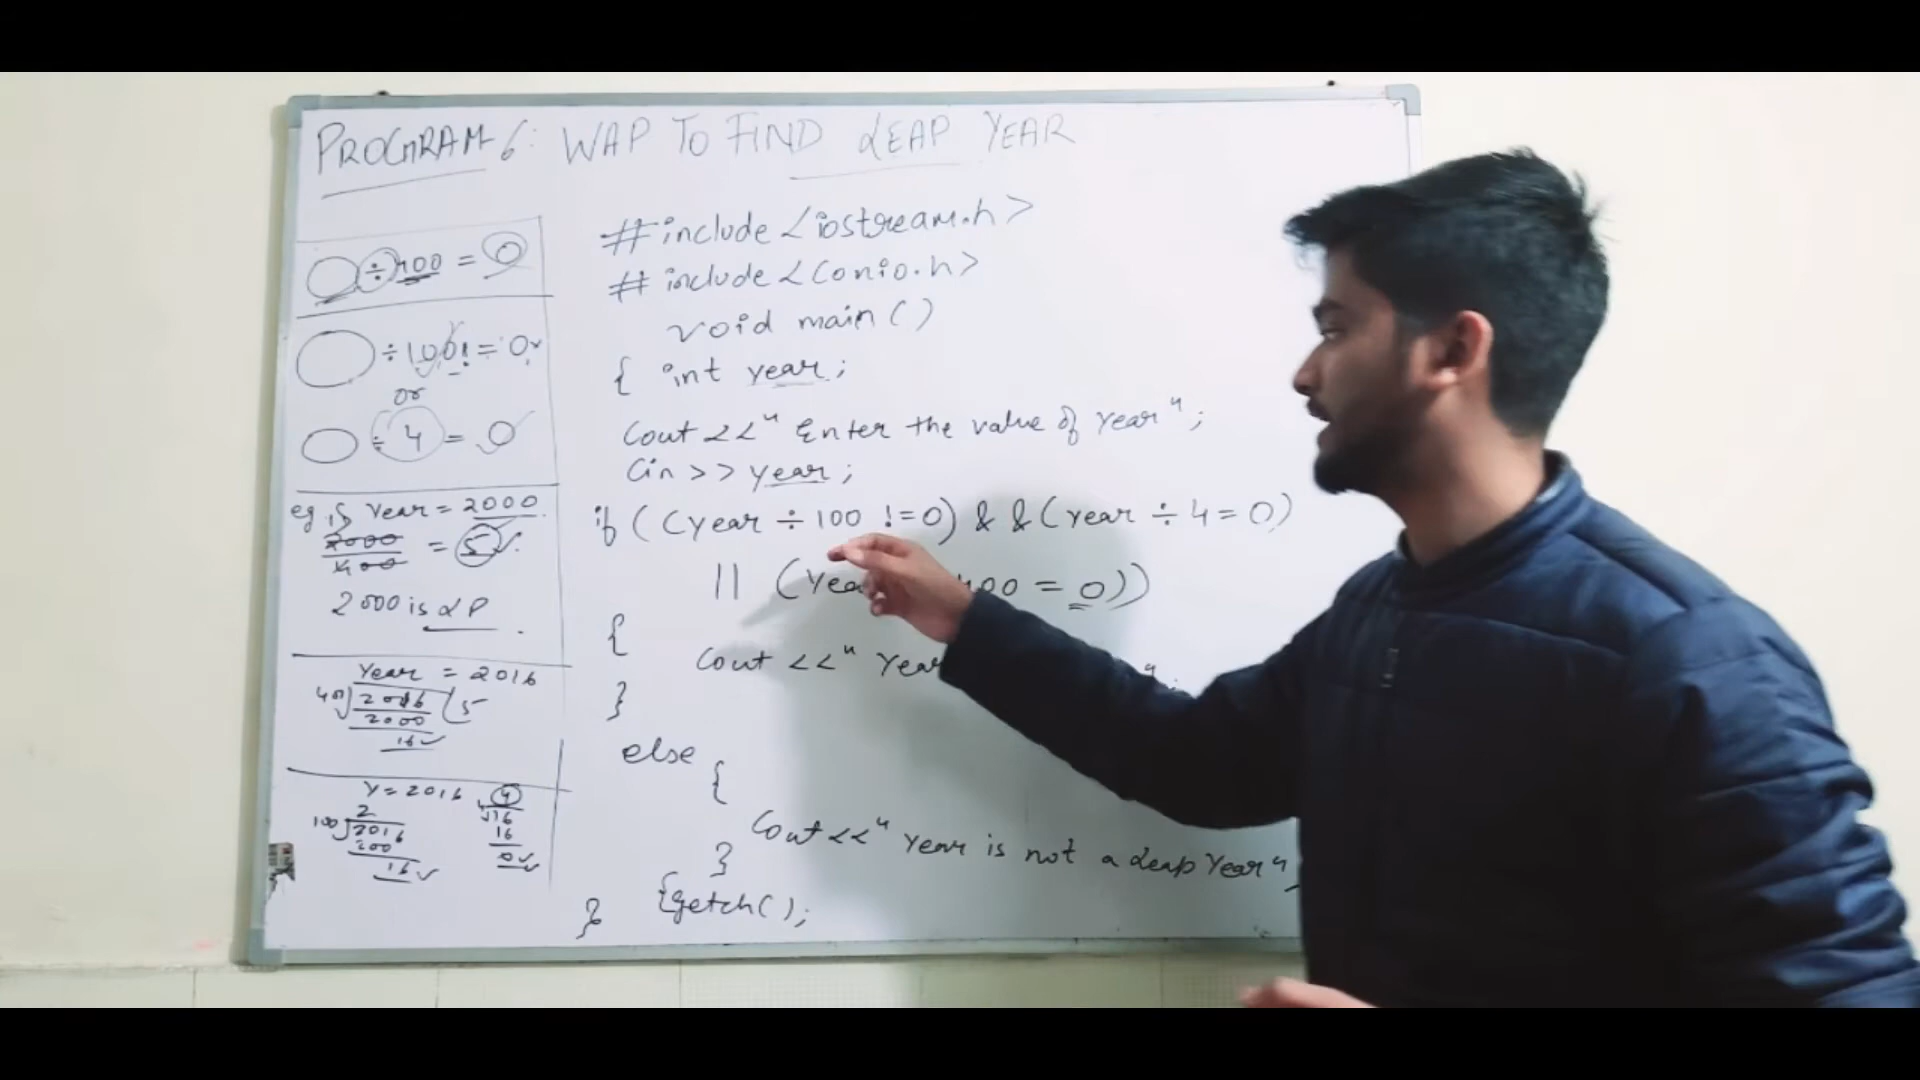 PROGRAM 6: WAP TO FIND LEAP YEAR
÷ 400 = 0
÷ 100 != 0
or
÷ 4 = 0
eg if Year = 2000
2000
400 = 5
2000 is LP
Year = 2016
400 2016 5
2000
16
Y = 2016
2
100 2016
200
16
4
4 16
16
0
#include <iostream.h>
#include <Conio.h>
void main ()
{ int year;
Cout << " Enter the value of Year ";
Cin >> year;
if ((year ÷ 100 != 0) & & (Year ÷ 4 = 0)
|| (Year 400 = 0))
{
Cout << " Year ";
}
else
{
Cout << " Year is not a Leap Year "
}
{getch();
}